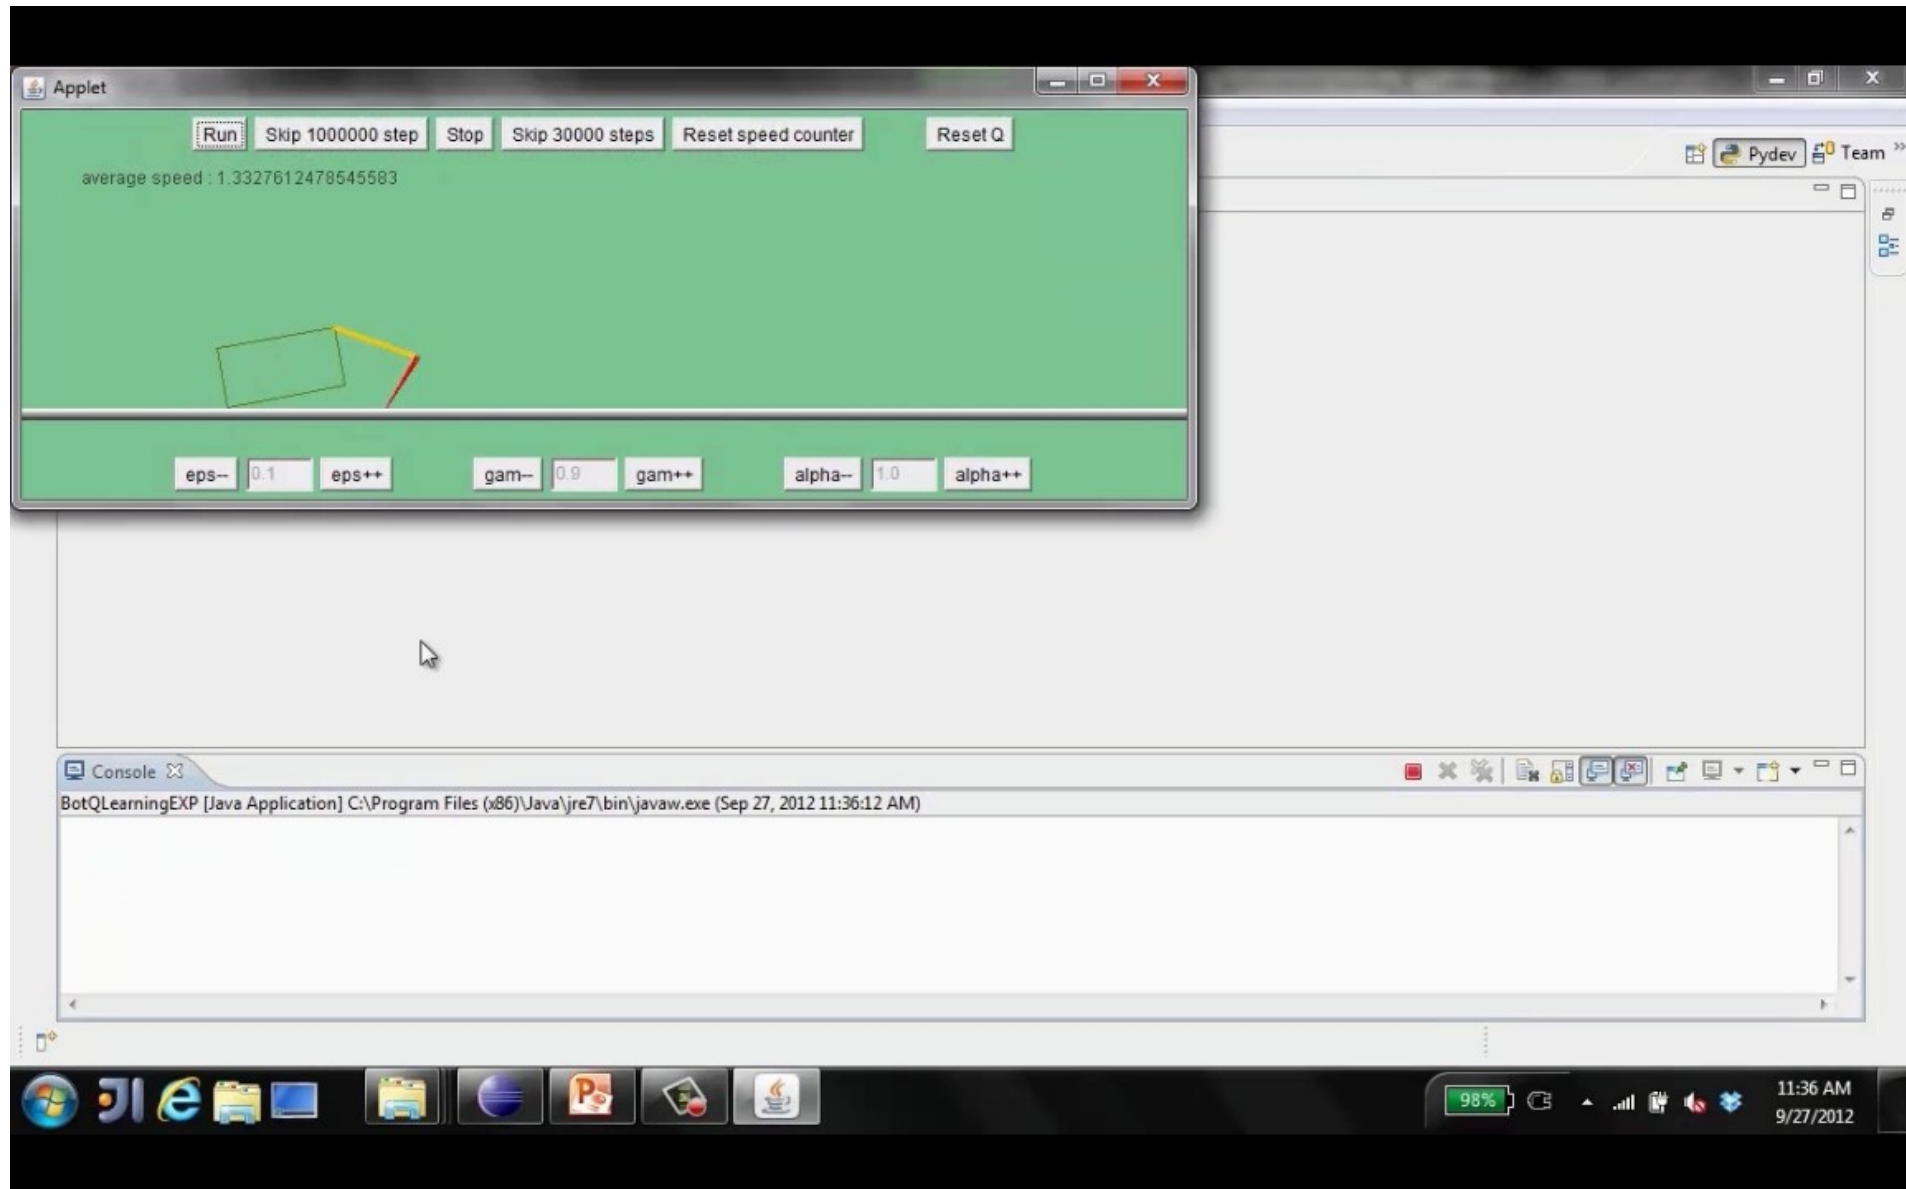 Applet
Run Skip 1000000 step Stop Skip 30000 steps Reset speed counter Reset Q
average speed : 1.3327612478545583
eps-- 0.1 eps++ gam-- 0.9 gam++ alpha-- 1.0 alpha++
Pydev Team
Console
BotQLearningEXP [Java Application] C:\Program Files (x86)\Java\jre7\bin\javaw.exe (Sep 27, 2012 11:36:12 AM)
98%
11:36 AM
9/27/2012